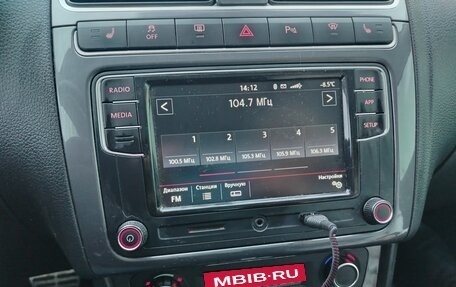 OFF
14:12
-8.5°C
RADIO
PHONE
104.7 МГц
MEDIA
APP
1 2 3 4 5
SETUP
100.5 МГц 102.8 МГц 105.3 МГц 105.9 МГц 106.3 МГц
Диапазон Станции Вручную Настройки
FM
MBIB-RU